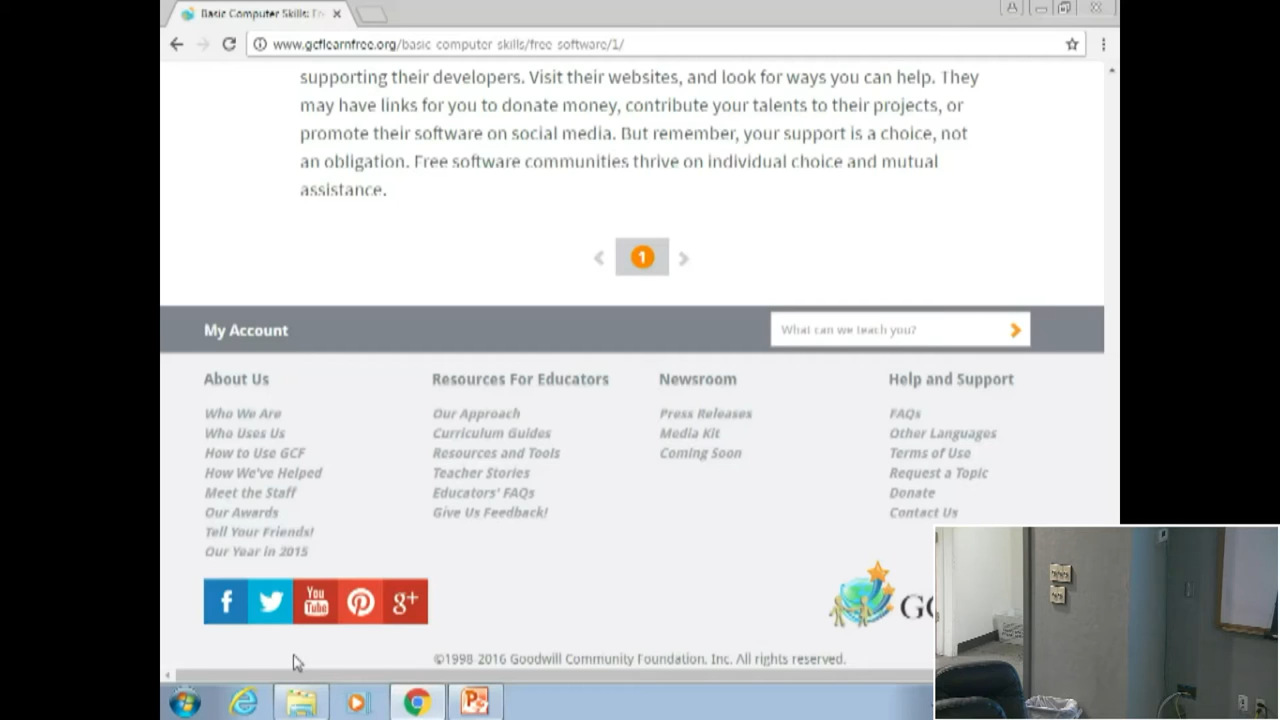 Basic Computer Skills: Fr
www.gcflearnfree.org/basic computer skills/free software/1/
supporting their developers. Visit their websites, and look for ways you can help. They
may have links for you to donate money, contribute your talents to their projects, or
promote their software on social media. But remember, your support is a choice, not
an obligation. Free software communities thrive on individual choice and mutual
assistance.
1
My Account
What can we teach you?
About Us
Who We Are
Who Uses Us
How to Use GCF
How We've Helped
Meet the Staff
Our Awards
Tell Your Friends!
Our Year in 2015
Resources For Educators
Our Approach
Curriculum Guides
Resources and Tools
Teacher Stories
Educators' FAQs
Give Us Feedback!
Newsroom
Press Releases
Media Kit
Coming Soon
Help and Support
FAQs
Other Languages
Terms of Use
Request a Topic
Donate
Contact Us
You
Tube
g+
GC
©1998 2016 Goodwill Community Foundation, Inc. All rights reserved.